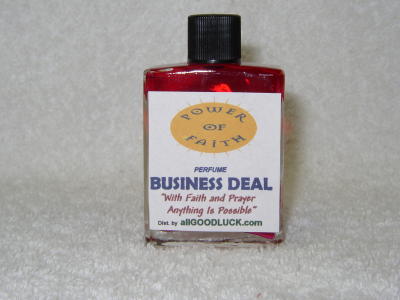 POWER
OF
FAITH
PERFUME
BUSINESS DEAL
"With Faith and Prayer
Anything Is Possible"
Dist. by allGOODLUCK.com